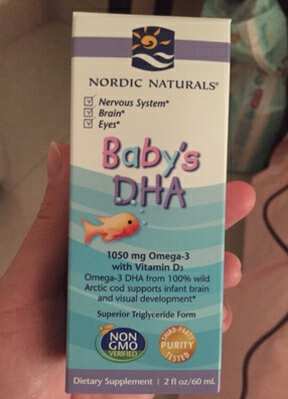 NORDIC NATURALS®
Nervous System*
Brain*
Eyes*
Baby's
DHA
1050 mg Omega-3
with Vitamin D3
Omega-3 DHA from 100% wild
Arctic cod supports infant brain
and visual development*
Superior Triglyceride Form
NON
GMO
VERIFIED
THIRD-PARTY
PURITY
TESTED
Dietary Supplement | 2 fl oz/60 mL